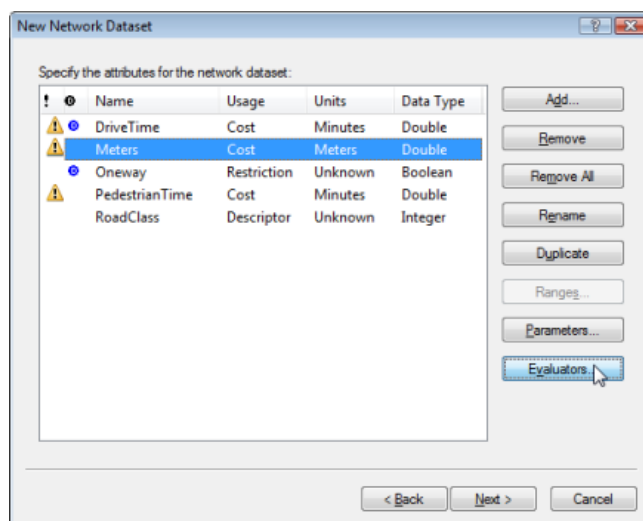 New Network Dataset
Specify the attributes for the network dataset:
! Name Usage Units Data Type
DriveTime Cost Minutes Double
Meters Cost Meters Double
Oneway Restriction Unknown Boolean
PedestrianTime Cost Minutes Double
RoadClass Descriptor Unknown Integer
Add...
Remove
Remove All
Rename
Duplicate
Ranges...
Parameters...
Evaluators...
< Back Next > Cancel